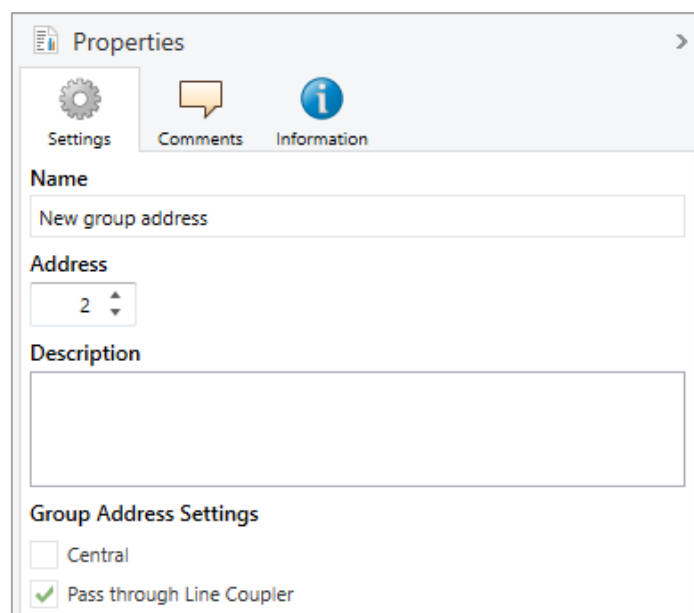 Properties
Settings Comments Information
Name
New group address
Address
2
Description
Group Address Settings
Central
Pass through Line Coupler